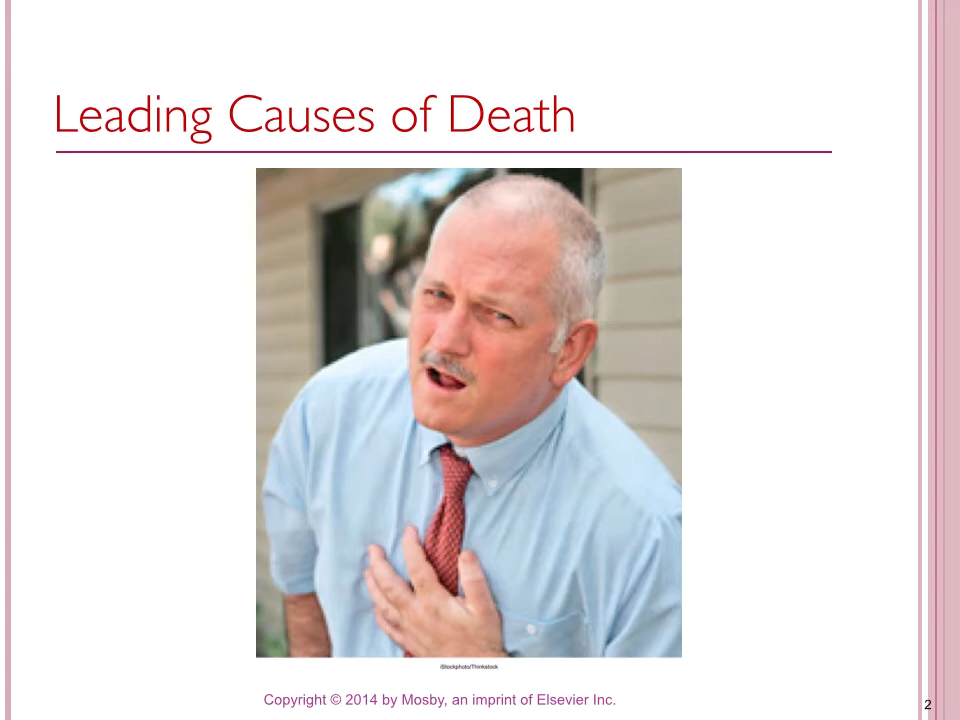 Leading Causes of Death
iStockphoto/Thinkstock
Copyright © 2014 by Mosby, an imprint of Elsevier Inc.
2